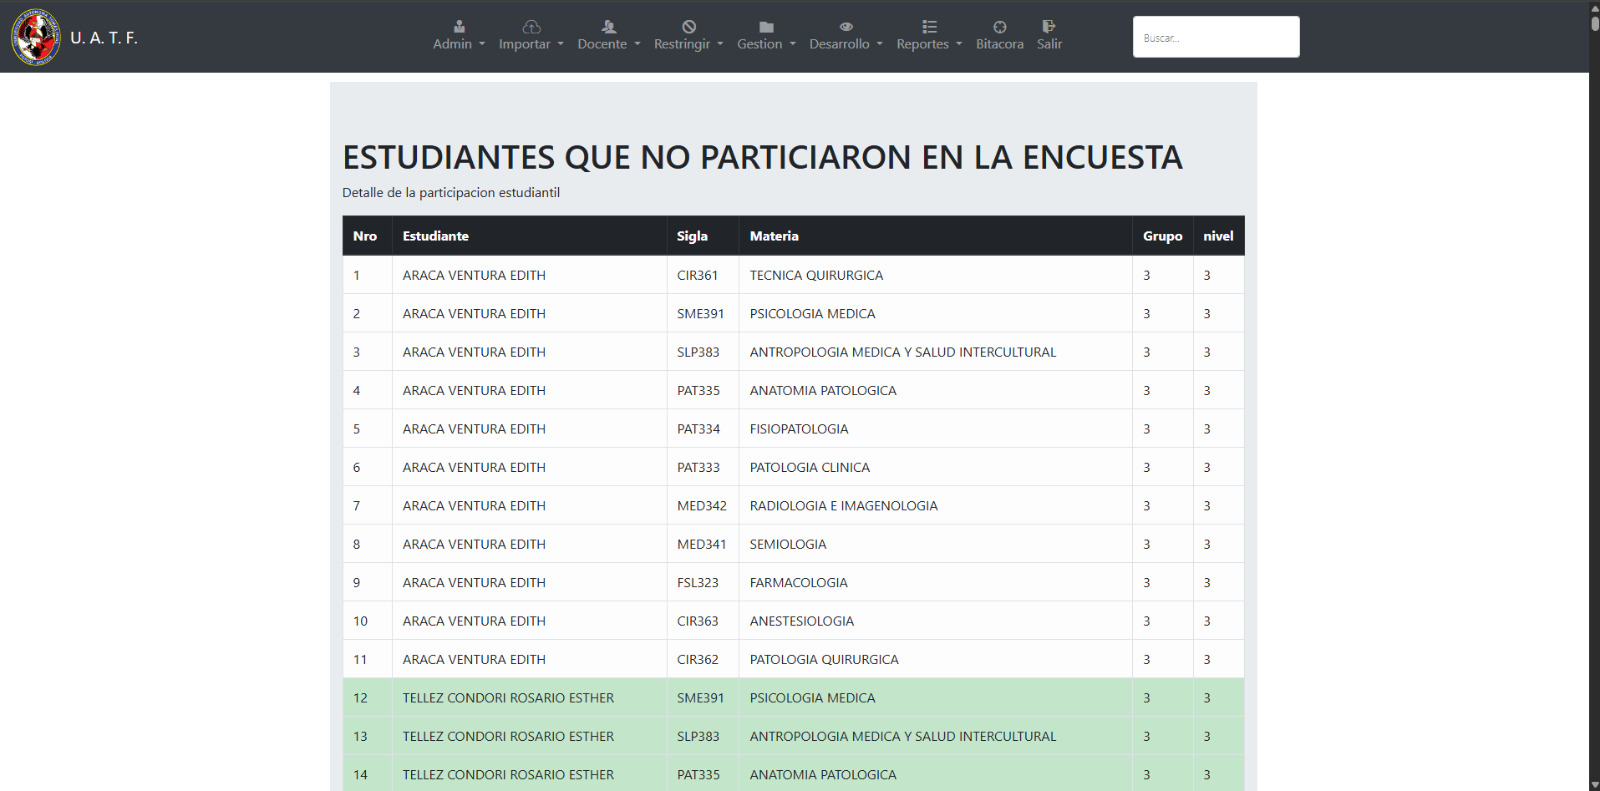 U. A. T. F.
Admin Importar Docente Restringir Gestion Desarrollo Reportes Bitacora Salir
Buscar...
ESTUDIANTES QUE NO PARTICIARON EN LA ENCUESTA
Detalle de la participacion estudiantil
Nro Estudiante Sigla Materia Grupo nivel
1 ARACA VENTURA EDITH CIR361 TECNICA QUIRURGICA 3 3
2 ARACA VENTURA EDITH SME391 PSICOLOGIA MEDICA 3 3
3 ARACA VENTURA EDITH SLP383 ANTROPOLOGIA MEDICA Y SALUD INTERCULTURAL 3 3
4 ARACA VENTURA EDITH PAT335 ANATOMIA PATOLOGICA 3 3
5 ARACA VENTURA EDITH PAT334 FISIOPATOLOGIA 3 3
6 ARACA VENTURA EDITH PAT333 PATOLOGIA CLINICA 3 3
7 ARACA VENTURA EDITH MED342 RADIOLOGIA E IMAGENOLOGIA 3 3
8 ARACA VENTURA EDITH MED341 SEMIOLOGIA 3 3
9 ARACA VENTURA EDITH FSL323 FARMACOLOGIA 3 3
10 ARACA VENTURA EDITH CIR363 ANESTESIOLOGIA 3 3
11 ARACA VENTURA EDITH CIR362 PATOLOGIA QUIRURGICA 3 3
12 TELLEZ CONDORI ROSARIO ESTHER SME391 PSICOLOGIA MEDICA 3 3
13 TELLEZ CONDORI ROSARIO ESTHER SLP383 ANTROPOLOGIA MEDICA Y SALUD INTERCULTURAL 3 3
14 TELLEZ CONDORI ROSARIO ESTHER PAT335 ANATOMIA PATOLOGICA 3 3